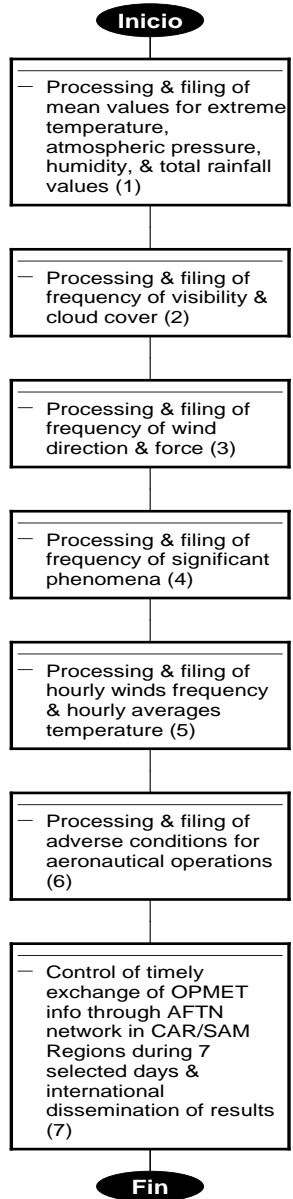 Inicio
— Processing & filing of
mean values for extreme
temperature,
atmospheric pressure,
humidity, & total rainfall
values (1)
— Processing & filing of
frequency of visibility &
cloud cover (2)
— Processing & filing of
frequency of wind
direction & force (3)
— Processing & filing of
frequency of significant
phenomena (4)
— Processing & filing of
hourly winds frequency
& hourly averages
temperature (5)
— Processing & filing of
adverse conditions for
aeronautical operations
(6)
— Control of timely
exchange of OPMET
info through AFTN
network in CAR/SAM
Regions during 7
selected days &
international
dissemination of results
(7)
Fin